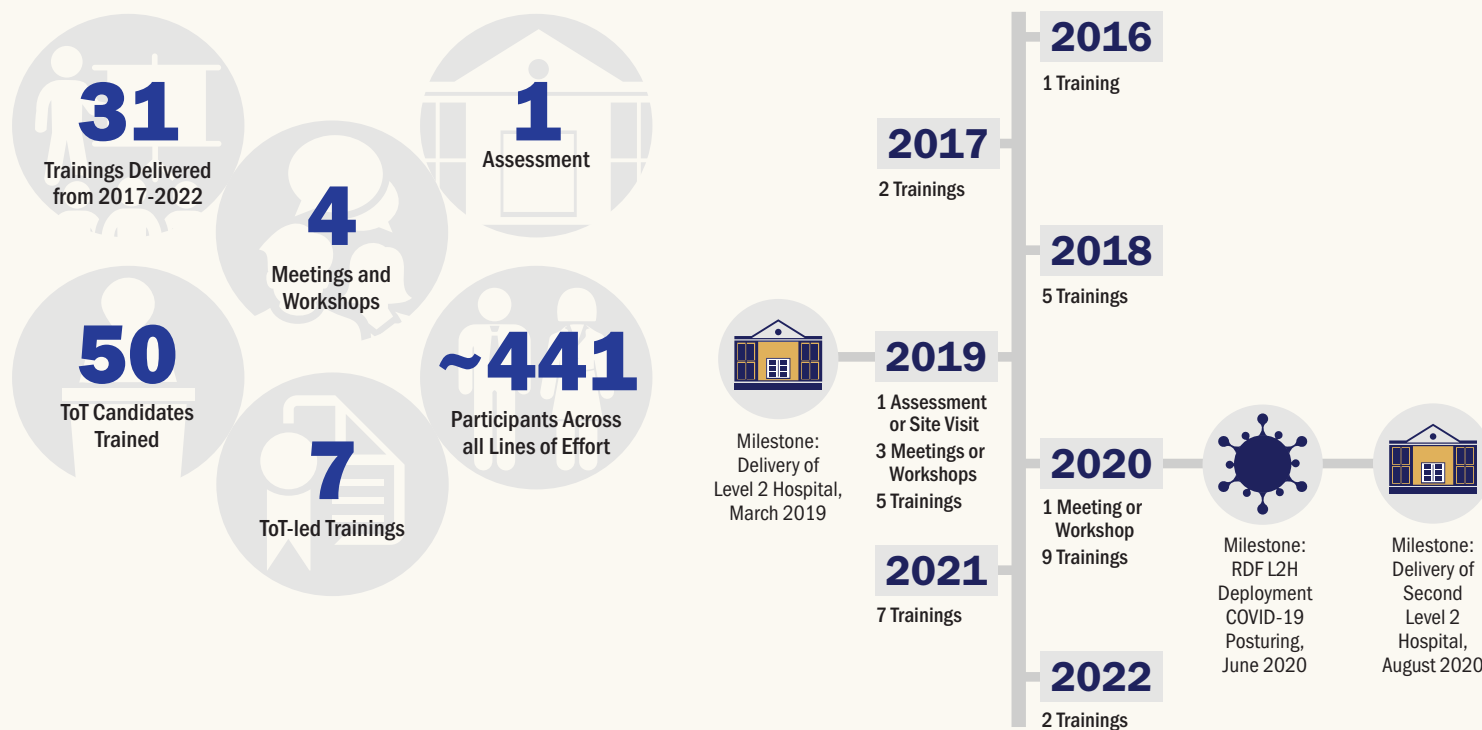 31
Trainings Delivered
from 2017-2022
1
Assessment
4
Meetings and
Workshops
50
ToT Candidates
Trained
~441
Participants Across
all Lines of Effort
7
ToT-led Trainings
2016
1 Training
2017
2 Trainings
2018
5 Trainings
2019
1 Assessment
or Site Visit
3 Meetings or
Workshops
5 Trainings
Milestone:
Delivery of
Level 2 Hospital,
March 2019
2020
1 Meeting or
Workshop
9 Trainings
Milestone:
RDF L2H
Deployment
COVID-19
Posturing,
June 2020
Milestone:
Delivery of
Second
Level 2
Hospital,
August 2020
2021
7 Trainings
2022
2 Trainings